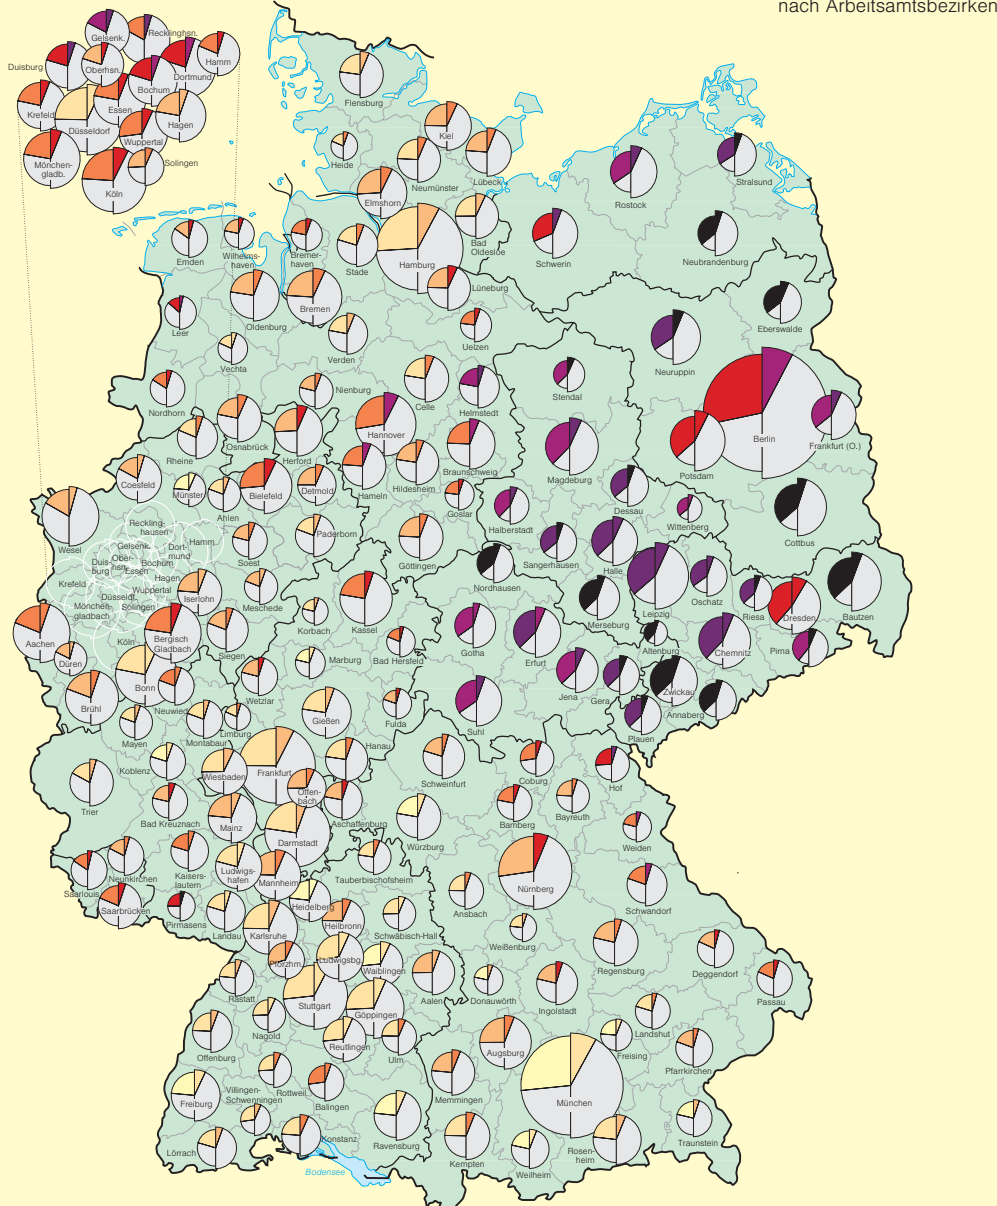 nach Arbeitsamtsbezirken
Gelsenk.
Recklinghsn.
Duisburg
Oberhsn.
Dortmund
Hamm
Bochum
Krefeld
Essen
Hagen
Düsseldorf
Wuppertal
Mönchen-
gladb.
Solingen
Köln
Flensburg
Heide
Kiel
Neumünster
Lübeck
Elmshorn
Rostock
Stralsund
Bad
Oldesloe
Schwerin
Neubrandenburg
Emden
Wilhelms-
haven
Bremer-
haven
Stade
Hamburg
Lüneburg
Leer
Oldenburg
Bremen
Uelzen
Eberswalde
Vechta
Verden
Neuruppin
Nordhorn
Nienburg
Celle
Helmstedt
Stendal
Berlin
Frankfurt (O.)
Rheine
Osnabrück
Herford
Hannover
Braunschweig
Potsdam
Magdeburg
Coesfeld
Münster
Ahlen
Bielefeld
Detmold
Hameln
Hildesheim
Goslar
Halberstadt
Dessau
Wittenberg
Cottbus
Wesel
Reckling-
hausen
Gelsenk.
Dort-
mund
Hamm
Soest
Paderborn
Göttingen
Nordhausen
Sangerhausen
Halle
Duis-
burg
Ober-
hsn.
Bochum
Essen
Hagen
Krefeld
Wuppertal
Düsseldf.
Solingen
Mönchen-
gladbach
Köln
Iserlohn
Meschede
Korbach
Kassel
Merseburg
Leipzig
Oschatz
Riesa
Dresden
Bautzen
Aachen
Düren
Bergisch
Gladbach
Siegen
Marburg
Bad Hersfeld
Gotha
Erfurt
Altenburg
Chemnitz
Pirna
Brühl
Bonn
Neuwied
Wetzlar
Fulda
Suhl
Jena
Gera
Zwickau
Annaberg
Plauen
Mayen
Montabaur
Limburg
Gießen
Koblenz
Wiesbaden
Frankfurt
Hanau
Schweinfurt
Coburg
Hof
Trier
Bad Kreuznach
Mainz
Offen-
bach
Aschaffenburg
Darmstadt
Würzburg
Bamberg
Bayreuth
Weiden
Saarlouis
Neunkirchen
Kaisers-
lautern
Ludwigs-
hafen
Mannheim
Tauberbischofsheim
Nürnberg
Ansbach
Schwandorf
Saarbrücken
Pirmasens
Landau
Heidelberg
Karlsruhe
Heilbronn
Schwäbisch-Hall
Weißenburg
Regensburg
Deggendorf
Passau
Rastatt
Pforzhm.
Ludwigsbg.
Waiblingen
Aalen
Donauwörth
Ingolstadt
Landshut
Stuttgart
Göppingen
Nagold
Offenburg
Reutlingen
Ulm
Augsburg
Freising
Pfarrkirchen
Freiburg
Villingen-
Schwenningen
Rottweil
Balingen
Memmingen
München
Ravensburg
Traunstein
Lörrach
Konstanz
Kempten
Weilheim
Rosen-
heim
Bodensee